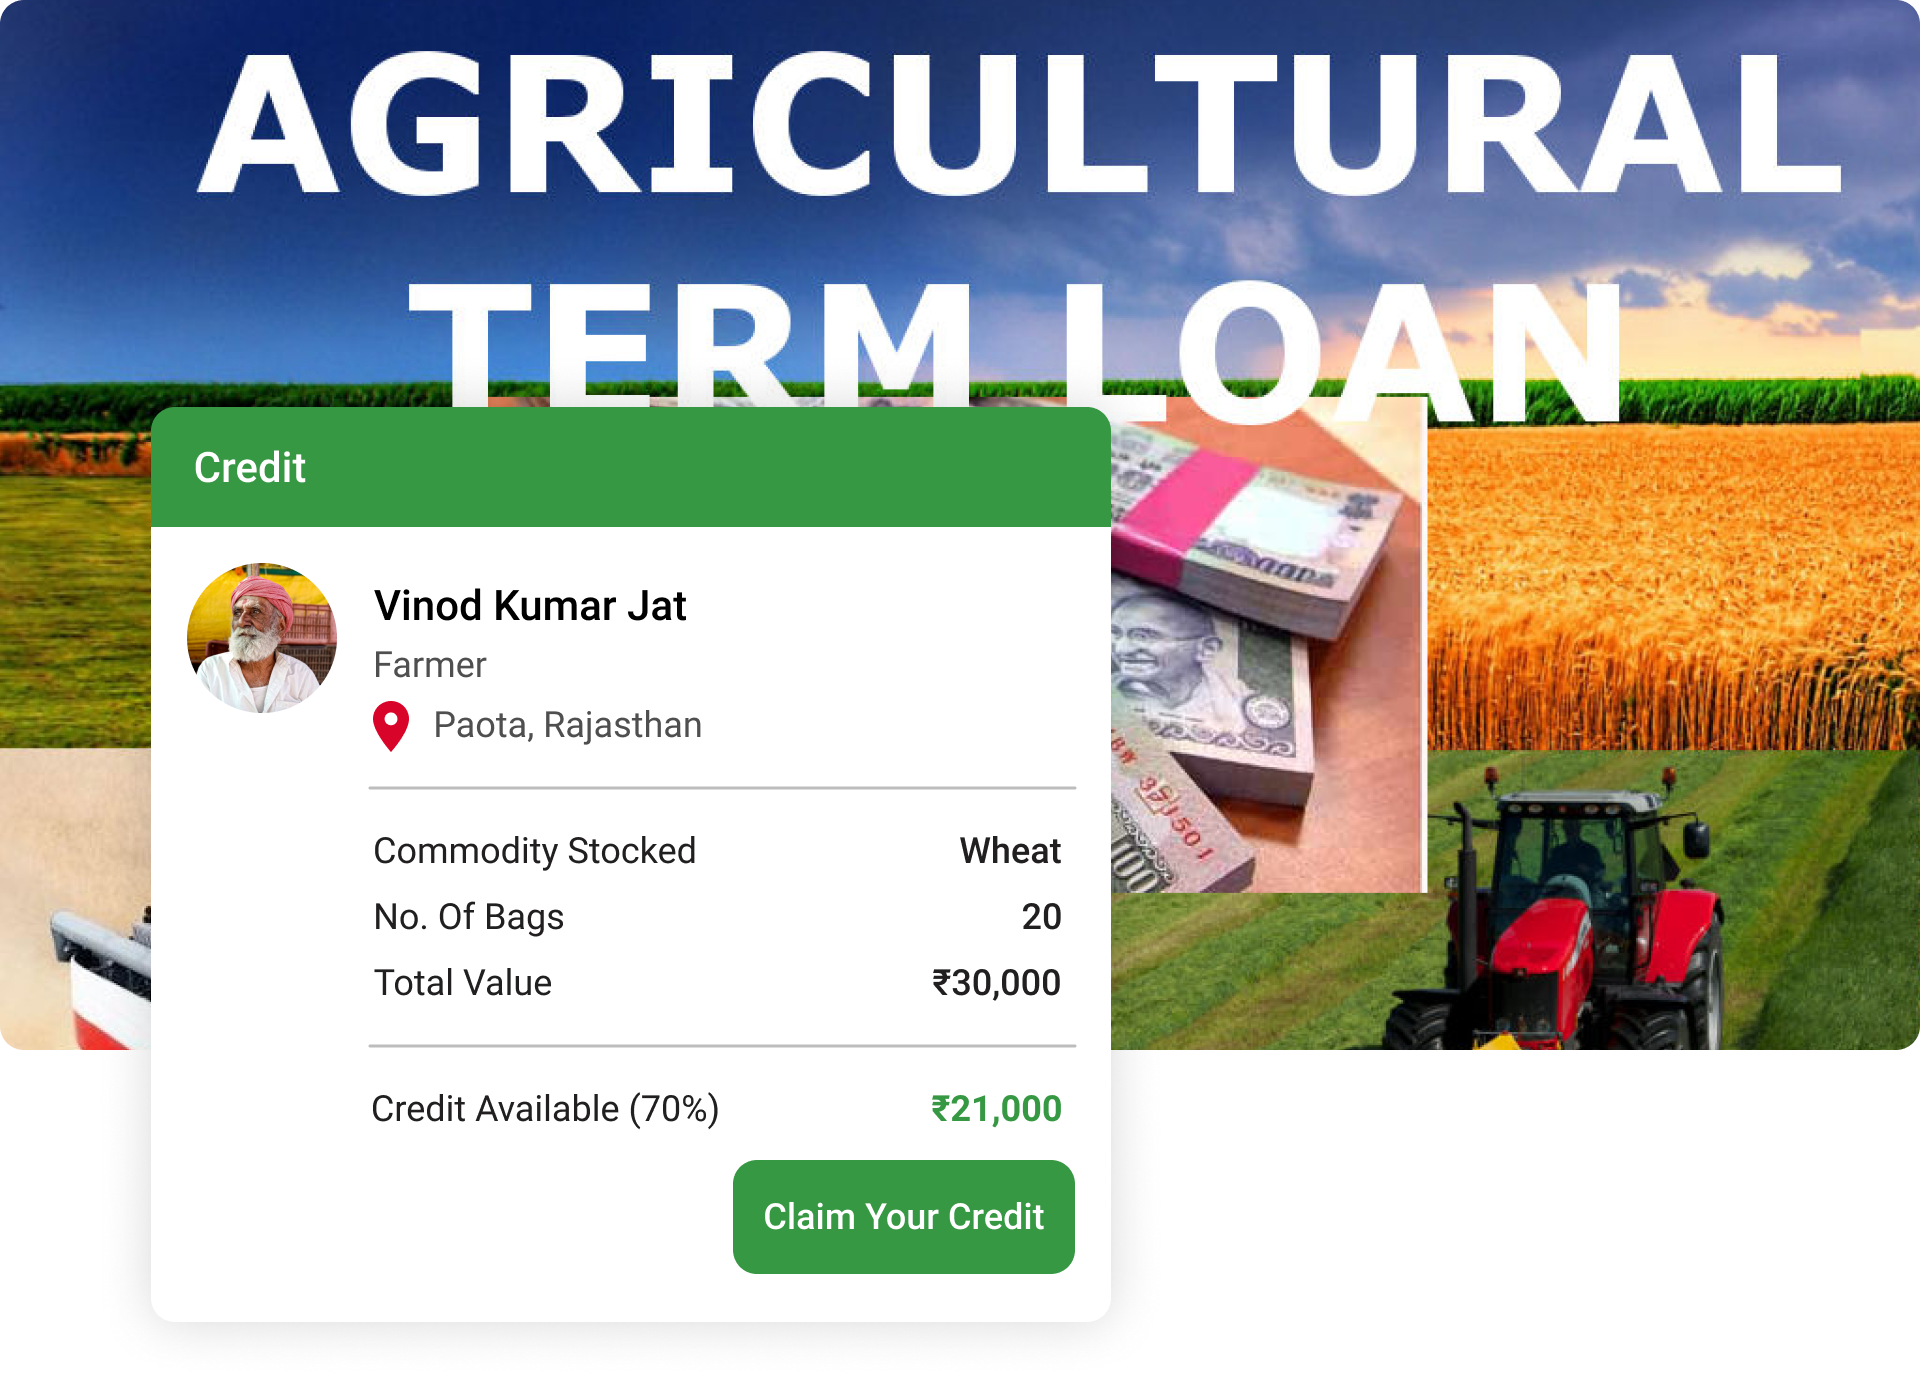 AGRICULTURAL
TERM LOAN
Credit
Vinod Kumar Jat
Farmer
Paota, Rajasthan
Commodity Stocked Wheat
No. Of Bags 20
Total Value ₹30,000
Credit Available (70%) ₹21,000
Claim Your Credit